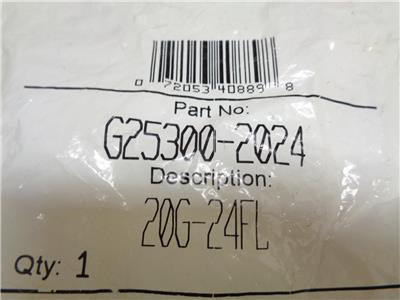 0 72053 40889 8
Part No:
G25300-2024
Description:
20G-24FL
Qty: 1